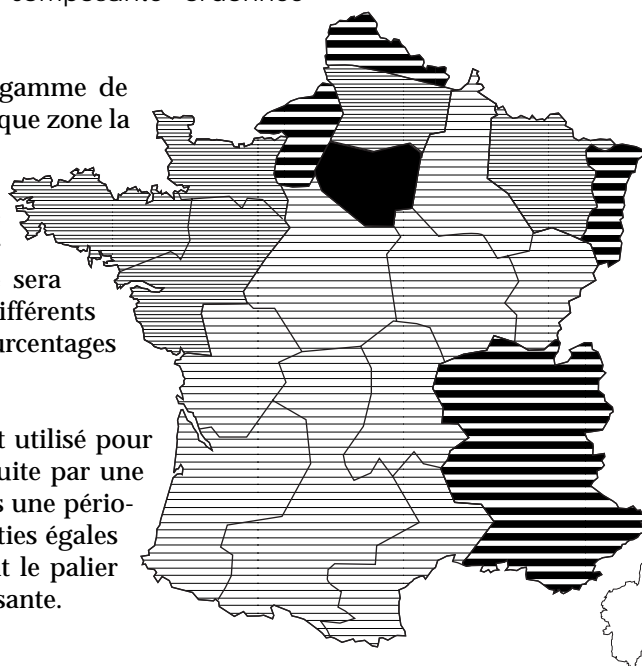 composante ordennes
gamme de
que zone la
sera
ifférents
urcentages
t utilisé pour
uite par une
s une pério-
ties égales
t le palier
sante.